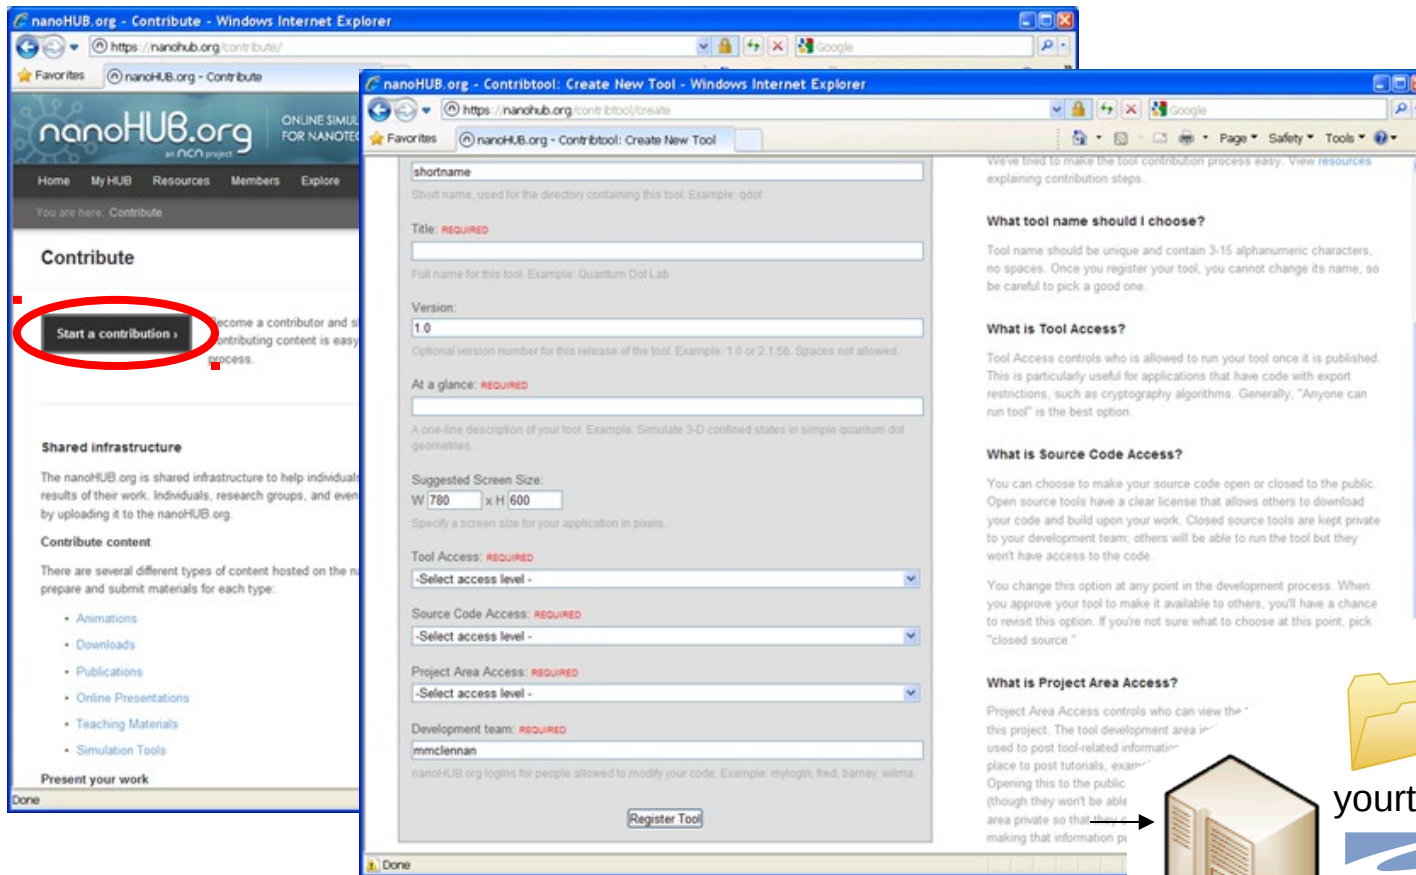 nanoHUB.org - Contribute - Windows Internet Explorer
https://nanohub.org/contribute/
Google
Favorites
nanoHUB.org - Contribute
nanoHUB.org
an NCN project
ONLINE SIMUL
FOR NANOTEC
Home MyHUB Resources Members Explore
You are here: Contribute
Contribute
Start a contribution ›
Become a contributor and s
ontributing content is easy
process.
Shared infrastructure
The nanoHUB.org is shared infrastructure to help individuals
results of their work. Individuals, research groups, and even
by uploading it to the nanoHUB.org.
Contribute content
There are several different types of content hosted on the na
prepare and submit materials for each type:
• Animations
• Downloads
• Publications
• Online Presentations
• Teaching Materials
• Simulation Tools
Present your work
Done
nanoHUB.org - Contribtool: Create New Tool - Windows Internet Explorer
https://nanohub.org/contribtool/create
Google
Favorites
nanoHUB.org - Contribtool: Create New Tool
Page Safety Tools
shortname
Short name, used for the directory containing this tool. Example: qdot
Title: REQUIRED
Full name for this tool. Example: Quantum Dot Lab
Version:
1.0
Optional version number for this release of the tool. Example: 1.0 or 2.1.5b. Spaces not allowed.
At a glance: REQUIRED
A one-line description of your tool. Example: Simulate 3-D confined states in simple quantum dot
geometries.
Suggested Screen Size:
W 780 x H 600
Specify a screen size for your application in pixels.
Tool Access: REQUIRED
-Select access level -
Source Code Access: REQUIRED
-Select access level -
Project Area Access: REQUIRED
-Select access level -
Development team: REQUIRED
mmclennan
nanoHUB.org logins for people allowed to modify your code. Example: mylogin, fred, barney, wilma
Register Tool
Done
We've tried to make the tool contribution process easy. View resources
explaining contribution steps.
What tool name should I choose?
Tool name should be unique and contain 3-15 alphanumeric characters,
no spaces. Once you register your tool, you cannot change its name, so
be careful to pick a good one.
What is Tool Access?
Tool Access controls who is allowed to run your tool once it is published.
This is particularly useful for applications that have code with export
restrictions, such as cryptography algorithms. Generally, "Anyone can
run tool" is the best option.
What is Source Code Access?
You can choose to make your source code open or closed to the public.
Open source tools have a clear license that allows others to download
your code and build upon your work. Closed source tools are kept private
to your development team; others will be able to run the tool but they
won't have access to the code.
You change this option at any point in the development process. When
you approve your tool to make it available to others, you'll have a chance
to revisit this option. If you're not sure what to choose at this point, pick
"closed source."
What is Project Area Access?
Project Area Access controls who can view the
this project. The tool development area in
used to post tool-related informatio
place to post tutorials, exam
Opening this to the public
(though they won't be able
area private so that they
making that information pu
yourt